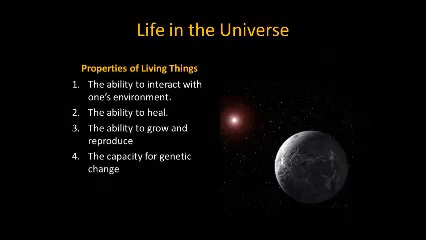 Life in the Universe
Properties of Living Things
1. The ability to interact with
one's environment.
2. The ability to heal.
3. The ability to grow and
reproduce
4. The capacity for genetic
change